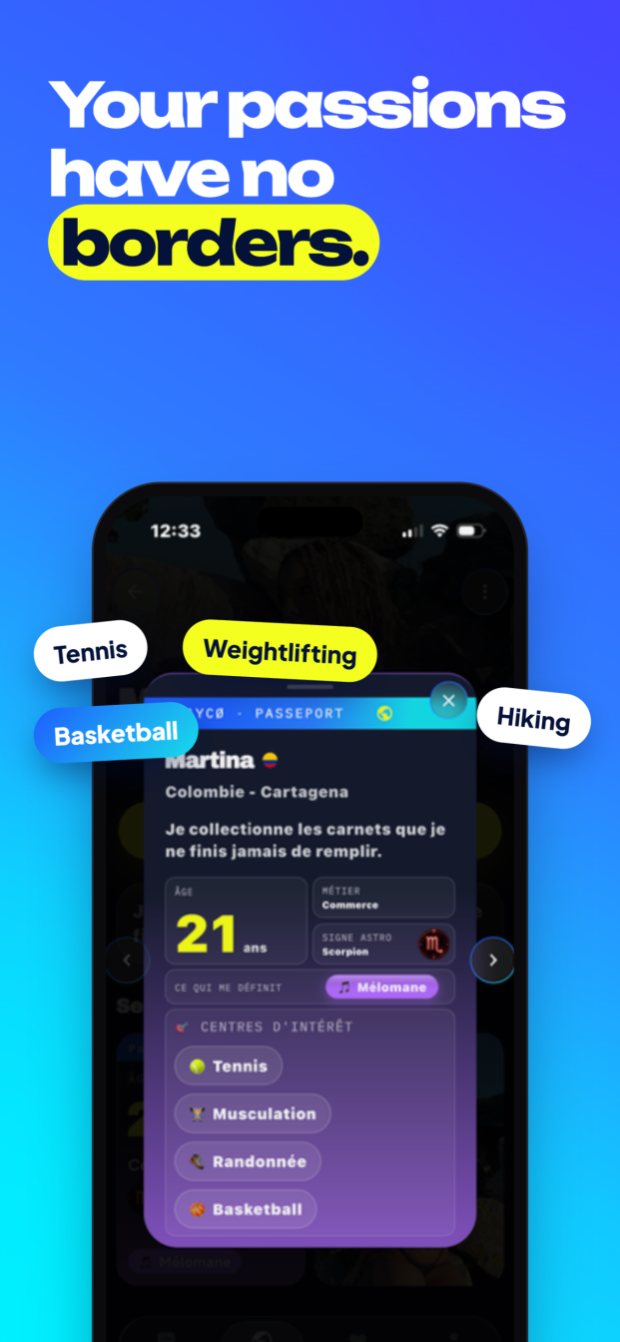 Your passions
have no
borders.
12:33
Tennis
Weightlifting
Hiking
Basketball
PASSEPORT
Martina
Colombie - Cartagena
Je collectionne les carnets que je
ne finis jamais de remplir.
ÂGE
21 ans
MÉTIER
Commerce
SIGNE ASTRO
Scorpion
CE QUI ME DÉFINIT
Mélomane
CENTRES D'INTÉRÊT
Tennis
Musculation
Randonnée
Basketball
Mélomane